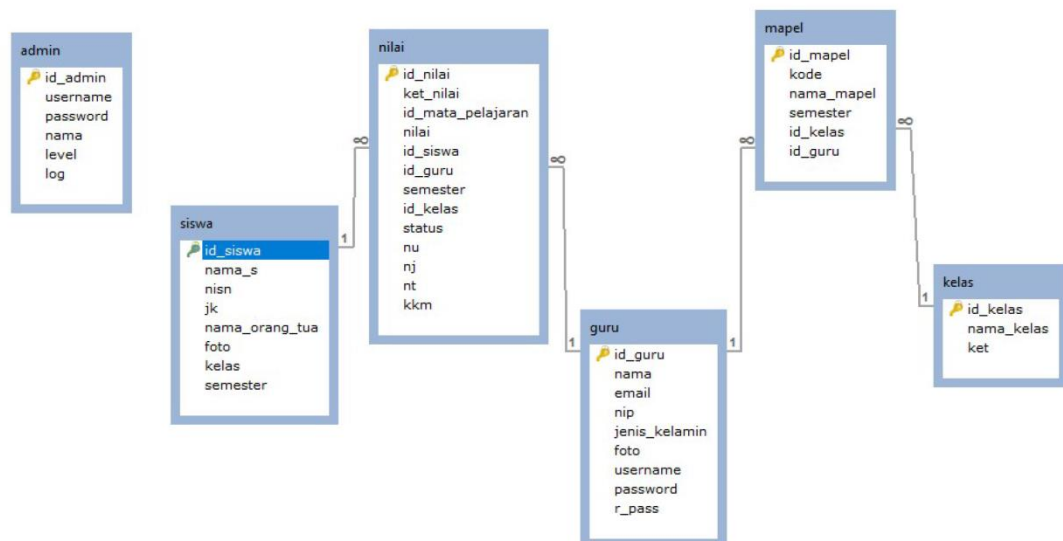 admin
id_admin
username
password
nama
level
log
siswa
id_siswa
nama_s
nisn
jk
nama_orang_tua
foto
kelas
semester
nilai
id_nilai
ket_nilai
id_mata_pelajaran
nilai
id_siswa
id_guru
semester
id_kelas
status
nu
nj
nt
kkm
guru
id_guru
nama
email
nip
jenis_kelamin
foto
username
password
r_pass
mapel
id_mapel
kode
nama_mapel
semester
id_kelas
id_guru
kelas
id_kelas
nama_kelas
ket
1
∞
∞
1
∞
1
∞
1